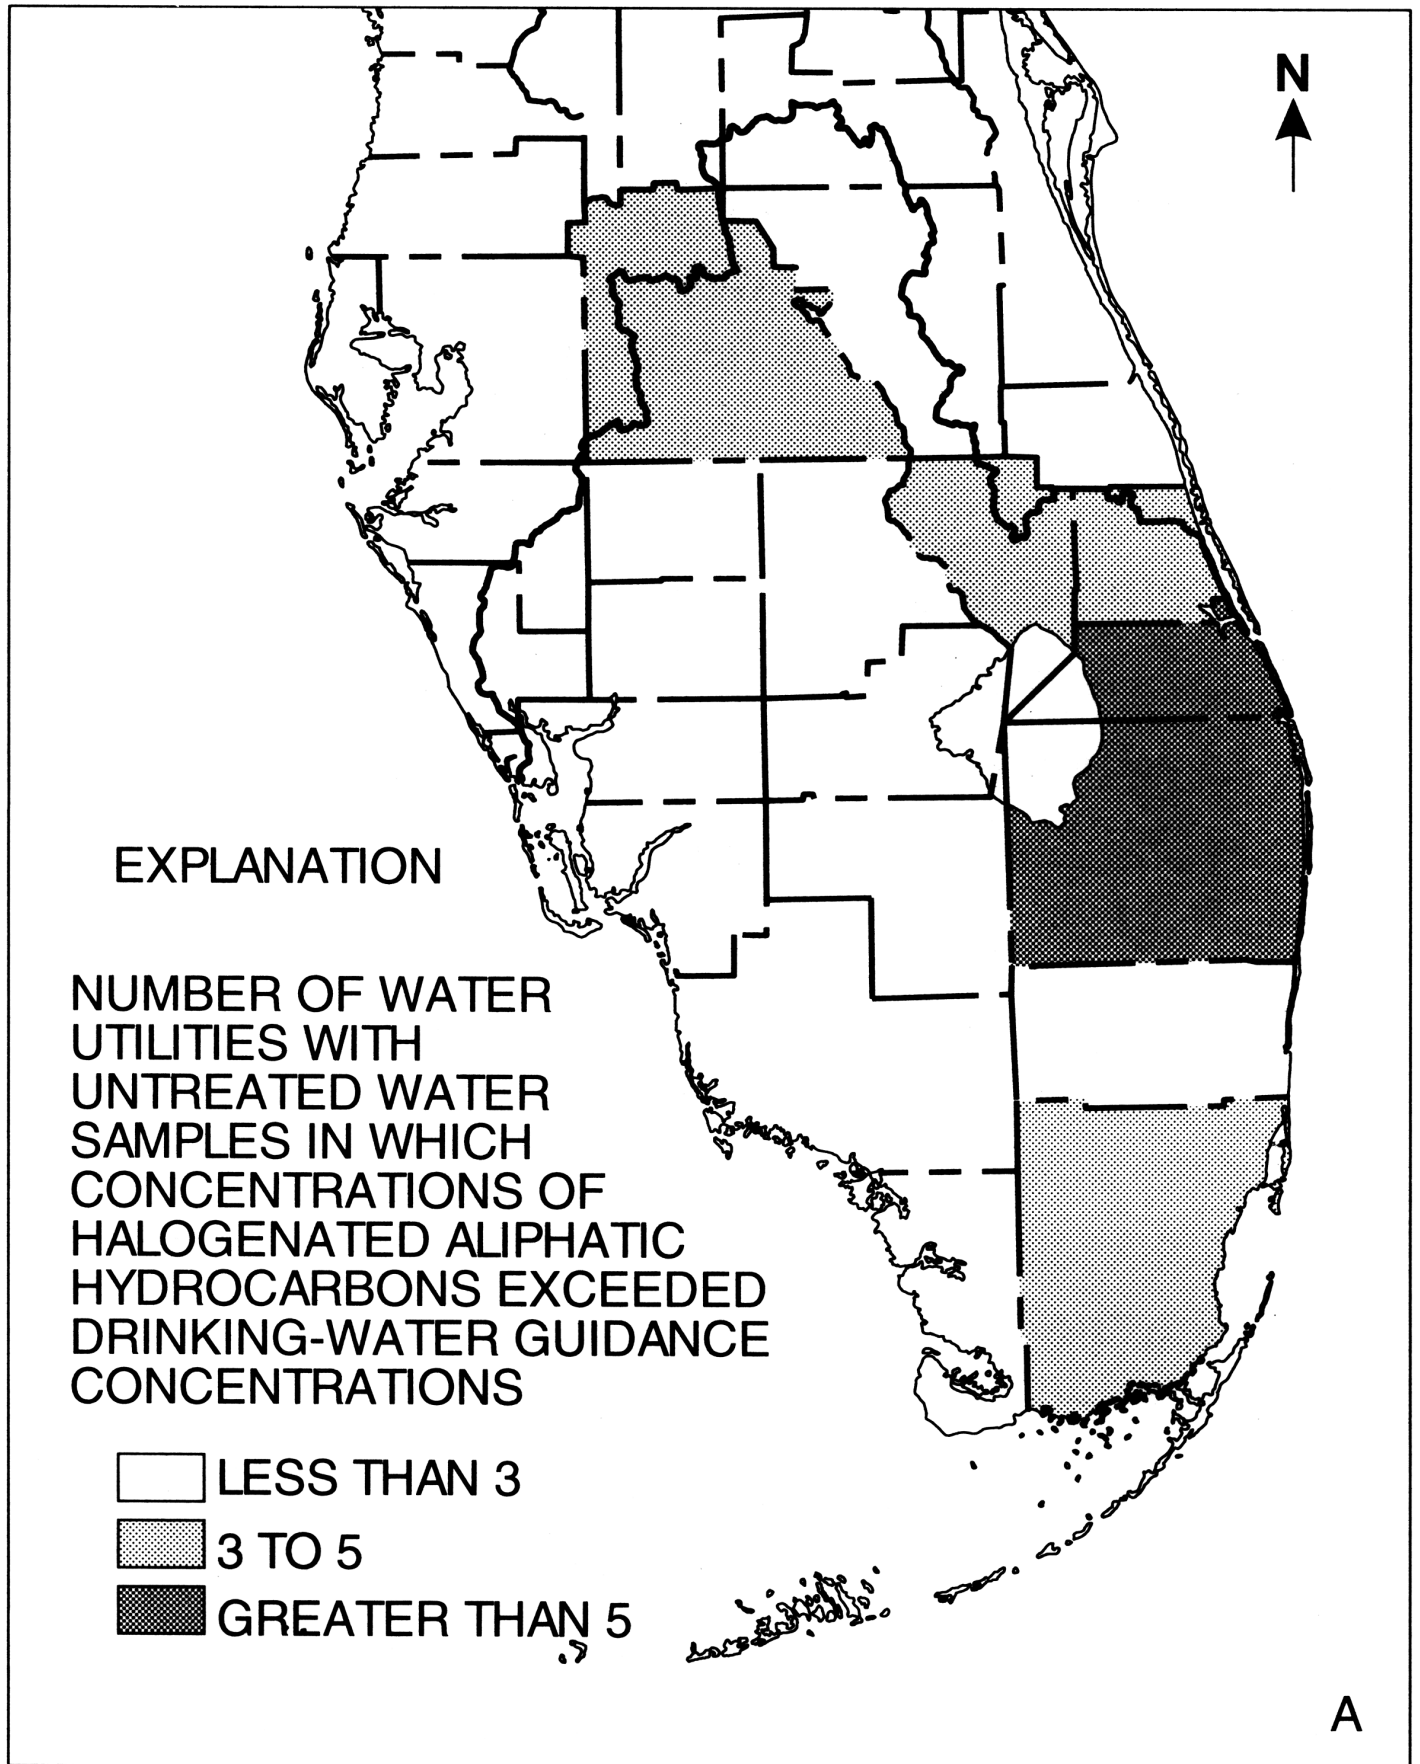 N
EXPLANATION
NUMBER OF WATER
UTILITIES WITH
UNTREATED WATER
SAMPLES IN WHICH
CONCENTRATIONS OF
HALOGENATED ALIPHATIC
HYDROCARBONS EXCEEDED
DRINKING-WATER GUIDANCE
CONCENTRATIONS
LESS THAN 3
3 TO 5
GREATER THAN 5
A